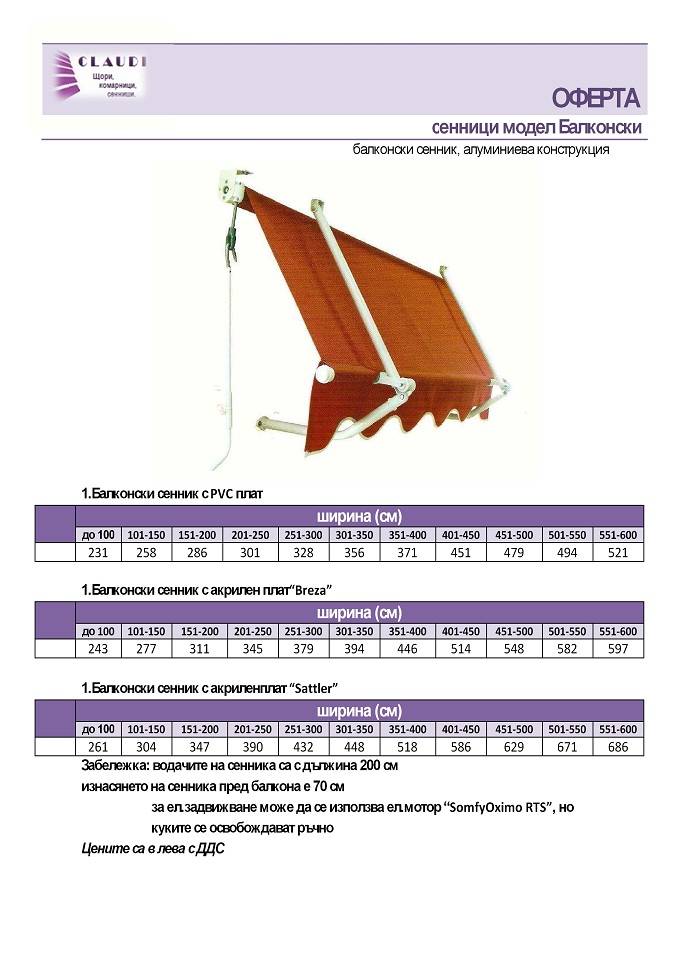 CLAUDI
Щори,
комарници,
сенници.
ОФЕРТА
сенници модел Балконски
балконски сенник, алуминиева конструкция
1.Балконски сенник с PVC плат
ширина (см)
до 100 101-150 151-200 201-250 251-300 301-350 351-400 401-450 451-500 501-550 551-600
231 258 286 301 328 356 371 451 479 494 521
1.Балконски сенник с акрилен плат“Breza”
ширина (см)
до 100 101-150 151-200 201-250 251-300 301-350 351-400 401-450 451-500 501-550 551-600
243 277 311 345 379 394 446 514 548 582 597
1.Балконски сенник с акриленплат “Sattler”
ширина (см)
до 100 101-150 151-200 201-250 251-300 301-350 351-400 401-450 451-500 501-550 551-600
261 304 347 390 432 448 518 586 629 671 686
Забележка: водачите на сенника са с дължина 200 см
изнасянето на сенника пред балкона е 70 см
за ел.задвижване може да се използва ел.мотор “SomfyOximo RTS”, но
куките се освобождават ръчно
Цените са в лева с ДДС